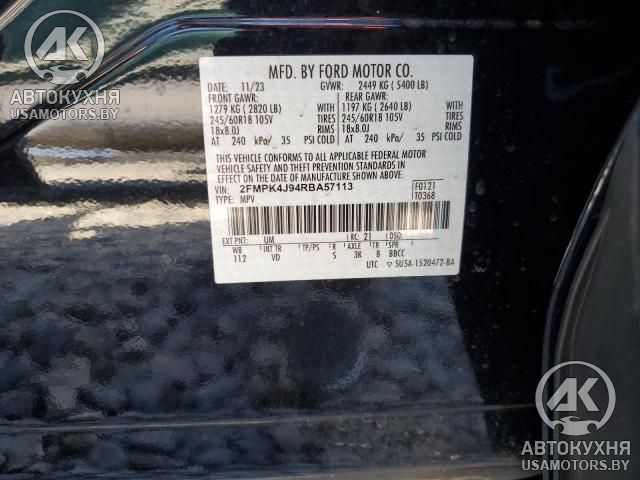 AK
АВТОКУХНЯ
USAMOTORS.BY
MFD. BY FORD MOTOR CO.
DATE: 11/23 GVWR: 2449 KG ( 5400 LB)
FRONT GAWR: REAR GAWR:
1279 KG ( 2820 LB) WITH 1197 KG ( 2640 LB) WITH
245/60R18 105V TIRES 245/60R18 105V TIRES
18x8.0J RIMS 18x8.0J RIMS
AT 240 kPa/ 35 PSI COLD AT 240 kPa/ 35 PSI COLD
THIS VEHICLE CONFORMS TO ALL APPLICABLE FEDERAL MOTOR
VEHICLE SAFETY AND THEFT PREVENTION STANDARDS IN
EFFECT ON THE DATE OF MANUFACTURE SHOWN ABOVE.
VIN: 2FMPK4J94RBA57113 F0121
TYPE: MPV T0368
EXT PNT: UM RC: 21 DSO:
WB INT TR TP/PS R AXLE TR SPR
112 VD S 3K 8 BBCC
UTC ▽ 5U5A-1520472-BA
AK
АВТОКУХНЯ
USAMOTORS.BY